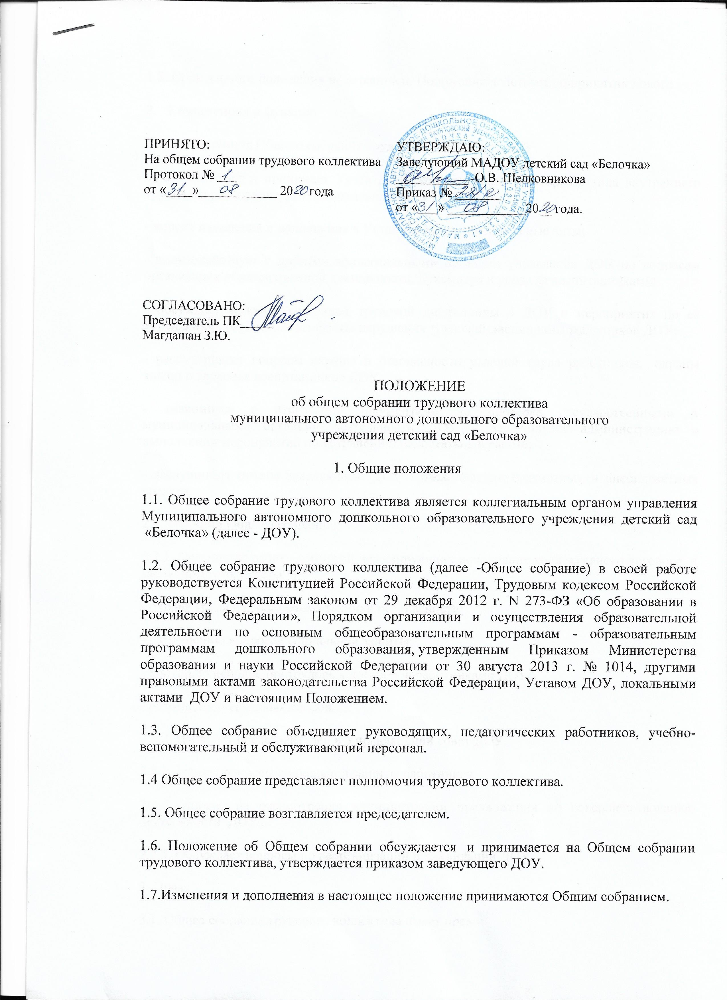 ПРИНЯТО:
На общем собрании трудового коллектива
Протокол № 1
от «31.» 08 2020 года
УТВЕРЖДАЮ:
Заведующий МАДОУ детский сад «Белочка»
О.В. Шелковникова
Приказ №
от «31» 08 2020 года.
СОГЛАСОВАНО:
Председатель ПК
Магдашан З.Ю.
ПОЛОЖЕНИЕ
об общем собрании трудового коллектива
муниципального автономного дошкольного образовательного
учреждения детский сад «Белочка»
1. Общие положения
1.1. Общее собрание трудового коллектива является коллегиальным органом управления
Муниципального автономного дошкольного образовательного учреждения детский сад
«Белочка» (далее - ДОУ).
1.2. Общее собрание трудового коллектива (далее -Общее собрание) в своей работе
руководствуется Конституцией Российской Федерации, Трудовым кодексом Российской
Федерации, Федеральным законом от 29 декабря 2012 г. N 273-ФЗ «Об образовании в
Российской Федерации», Порядком организации и осуществления образовательной
деятельности по основным общеобразовательным программам - образовательным
программам дошкольного образования, утвержденным Приказом Министерства
образования и науки Российской Федерации от 30 августа 2013 г. № 1014, другими
правовыми актами законодательства Российской Федерации, Уставом ДОУ, локальными
актами ДОУ и настоящим Положением.
1.3. Общее собрание объединяет руководящих, педагогических работников, учебно-
вспомогательный и обслуживающий персонал.
1.4 Общее собрание представляет полномочия трудового коллектива.
1.5. Общее собрание возглавляется председателем.
1.6. Положение об Общем собрании обсуждается и принимается на Общем собрании
трудового коллектива, утверждается приказом заведующего ДОУ.
1.7.Изменения и дополнения в настоящее положение принимаются Общим собранием.